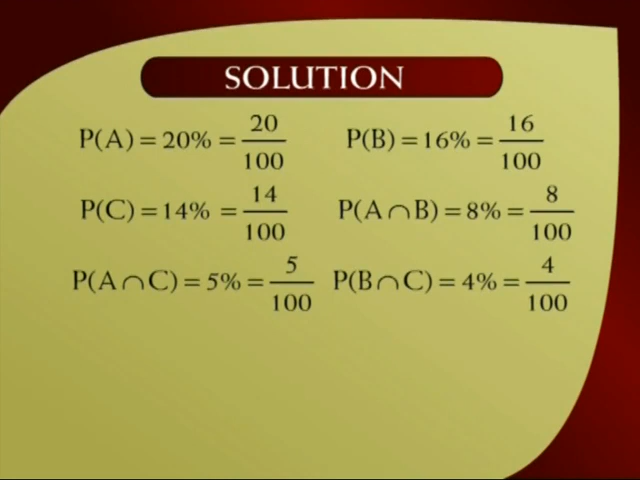 SOLUTION
P(A) = 20% = 20/100 P(B) = 16% = 16/100
P(C) = 14% = 14/100 P(A∩B) = 8% = 8/100
P(A∩C) = 5% = 5/100 P(B∩C) = 4% = 4/100